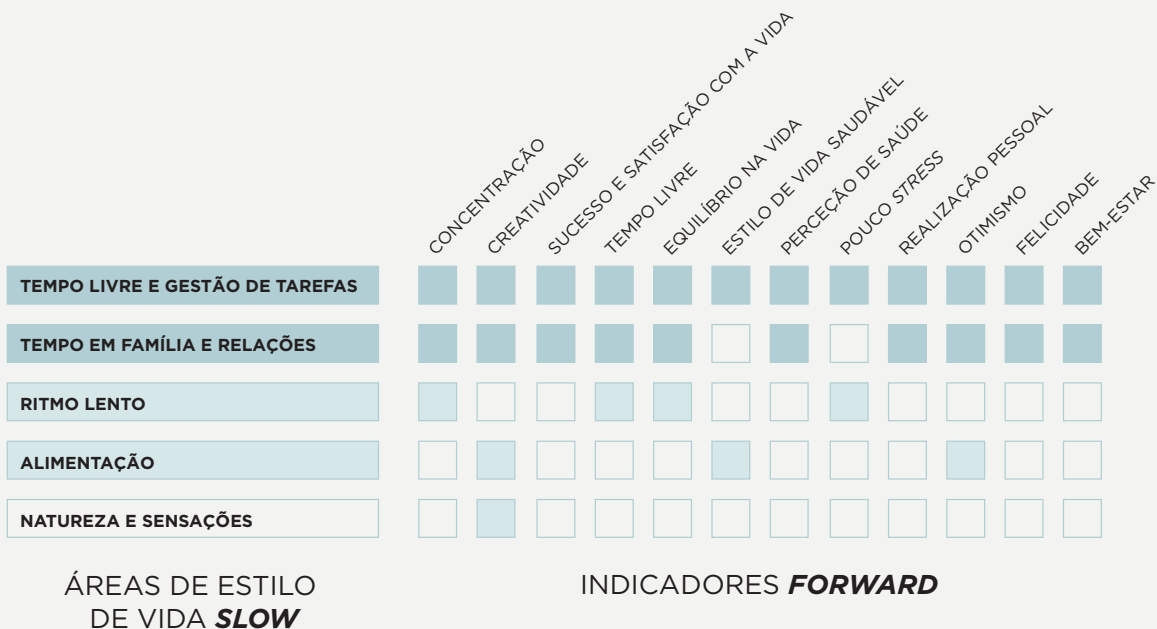 CONCENTRAÇÃO
CREATIVIDADE
SUCESSO E SATISFAÇÃO COM A VIDA
TEMPO LIVRE
EQUILÍBRIO NA VIDA
ESTILO DE VIDA SAUDÁVEL
PERCEÇÃO DE SAÚDE
POUCO STRESS
REALIZAÇÃO PESSOAL
OTIMISMO
FELICIDADE
BEM-ESTAR
TEMPO LIVRE E GESTÃO DE TAREFAS
TEMPO EM FAMÍLIA E RELAÇÕES
RITMO LENTO
ALIMENTAÇÃO
NATUREZA E SENSAÇÕES
ÁREAS DE ESTILO
DE VIDA SLOW
INDICADORES FORWARD